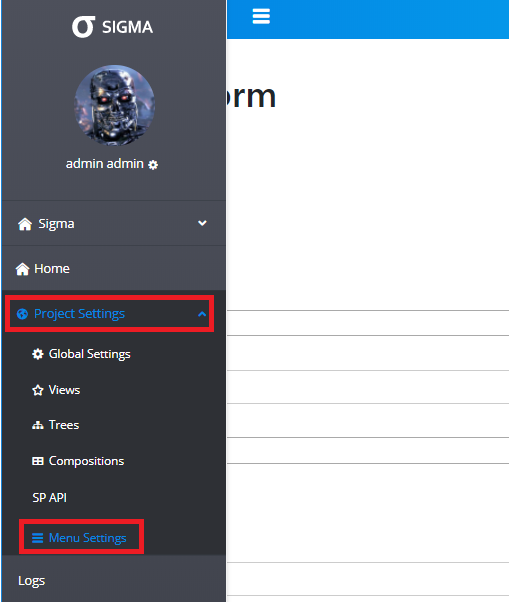 SIGMA
orm
admin admin
Sigma
Home
Project Settings
Global Settings
Views
Trees
Compositions
SP API
Menu Settings
Logs